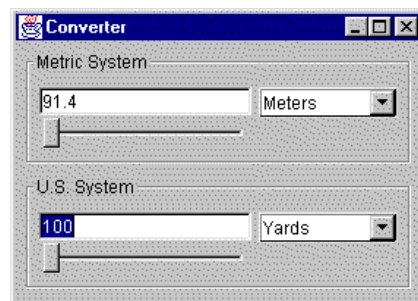 Converter
Metric System
91.4 Meters
U.S. System
100 Yards